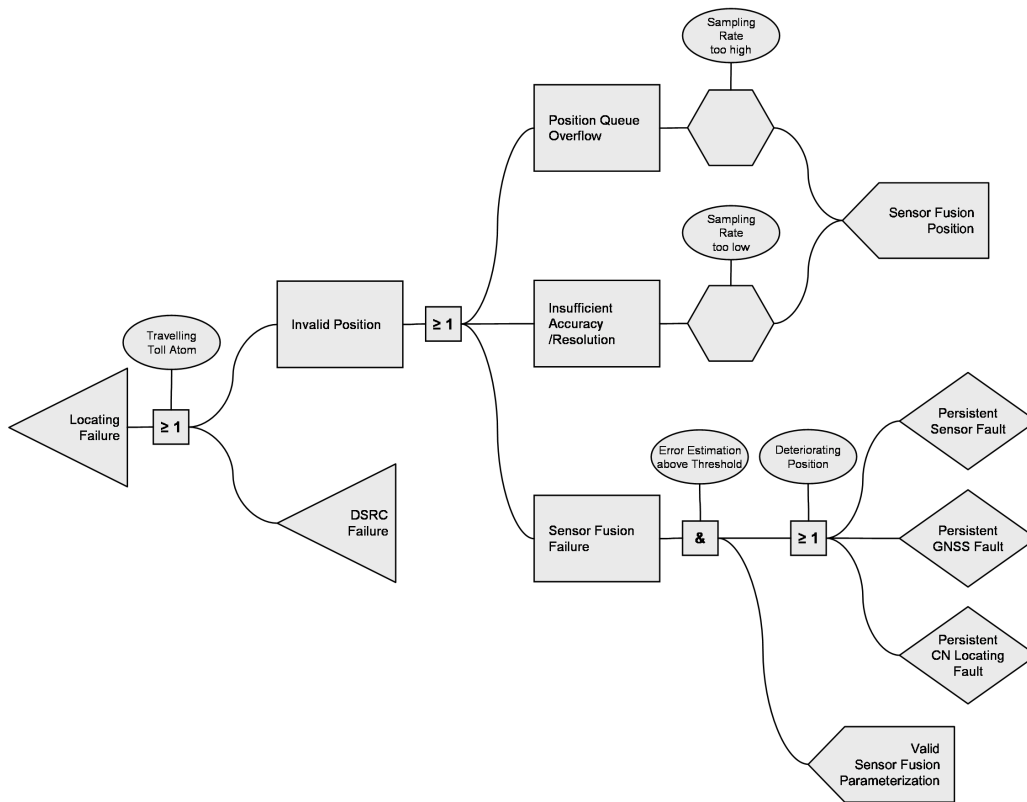 Sampling
Rate
too high
Position Queue
Overflow
Sensor Fusion
Position
Sampling
Rate
too low
Invalid Position
≥ 1
Insufficient
Accuracy
/Resolution
Travelling
Toll Atom
Locating
Failure
≥ 1
DSRC
Failure
Error Estimation
above Threshold
Deteriorating
Position
Persistent
Sensor Fault
Sensor Fusion
Failure
&
≥ 1
Persistent
GNSS Fault
Persistent
CN Locating
Fault
Valid
Sensor Fusion
Parameterization